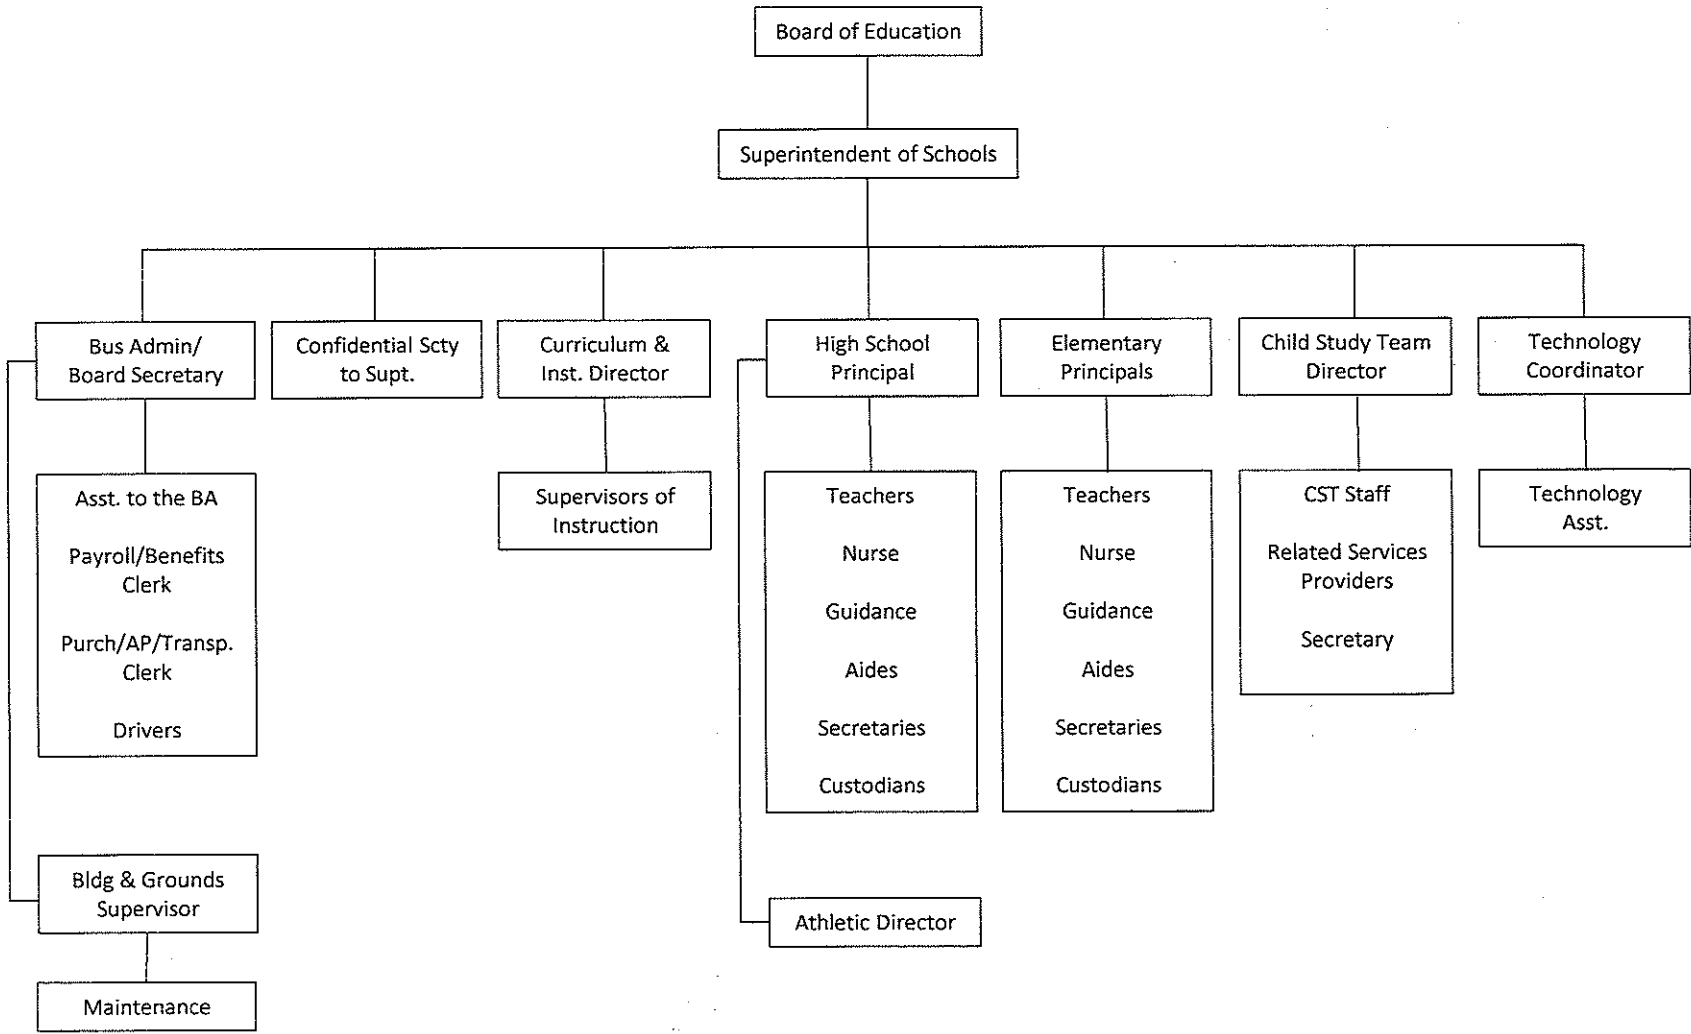 Board of Education
Superintendent of Schools
Bus Admin/
Board Secretary
Confidential Scty
to Supt.
Curriculum &
Inst. Director
High School
Principal
Elementary
Principals
Child Study Team
Director
Technology
Coordinator
Asst. to the BA
Payroll/Benefits
Clerk
Purch/AP/Transp.
Clerk
Drivers
Supervisors of
Instruction
Teachers
Nurse
Guidance
Aides
Secretaries
Custodians
Teachers
Nurse
Guidance
Aides
Secretaries
Custodians
CST Staff
Related Services
Providers
Secretary
Technology
Asst.
Bldg & Grounds
Supervisor
Athletic Director
Maintenance